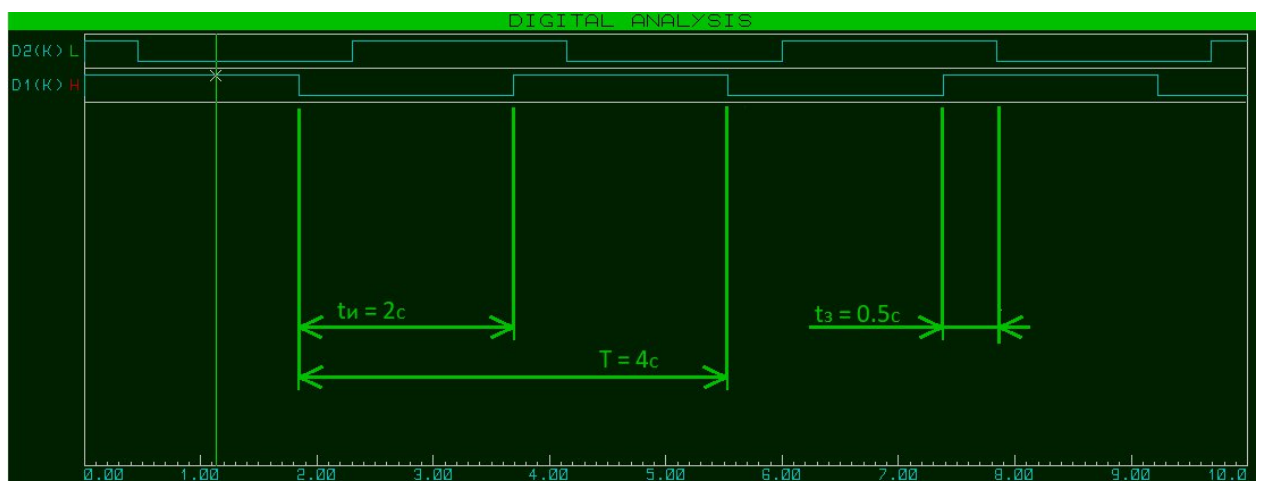 DIGITAL ANALYSIS
D2(K) L
D1(K) H
tи = 2с
tз = 0.5с
T = 4с
0.00 1.00 2.00 3.00 4.00 5.00 6.00 7.00 8.00 9.00 10.0